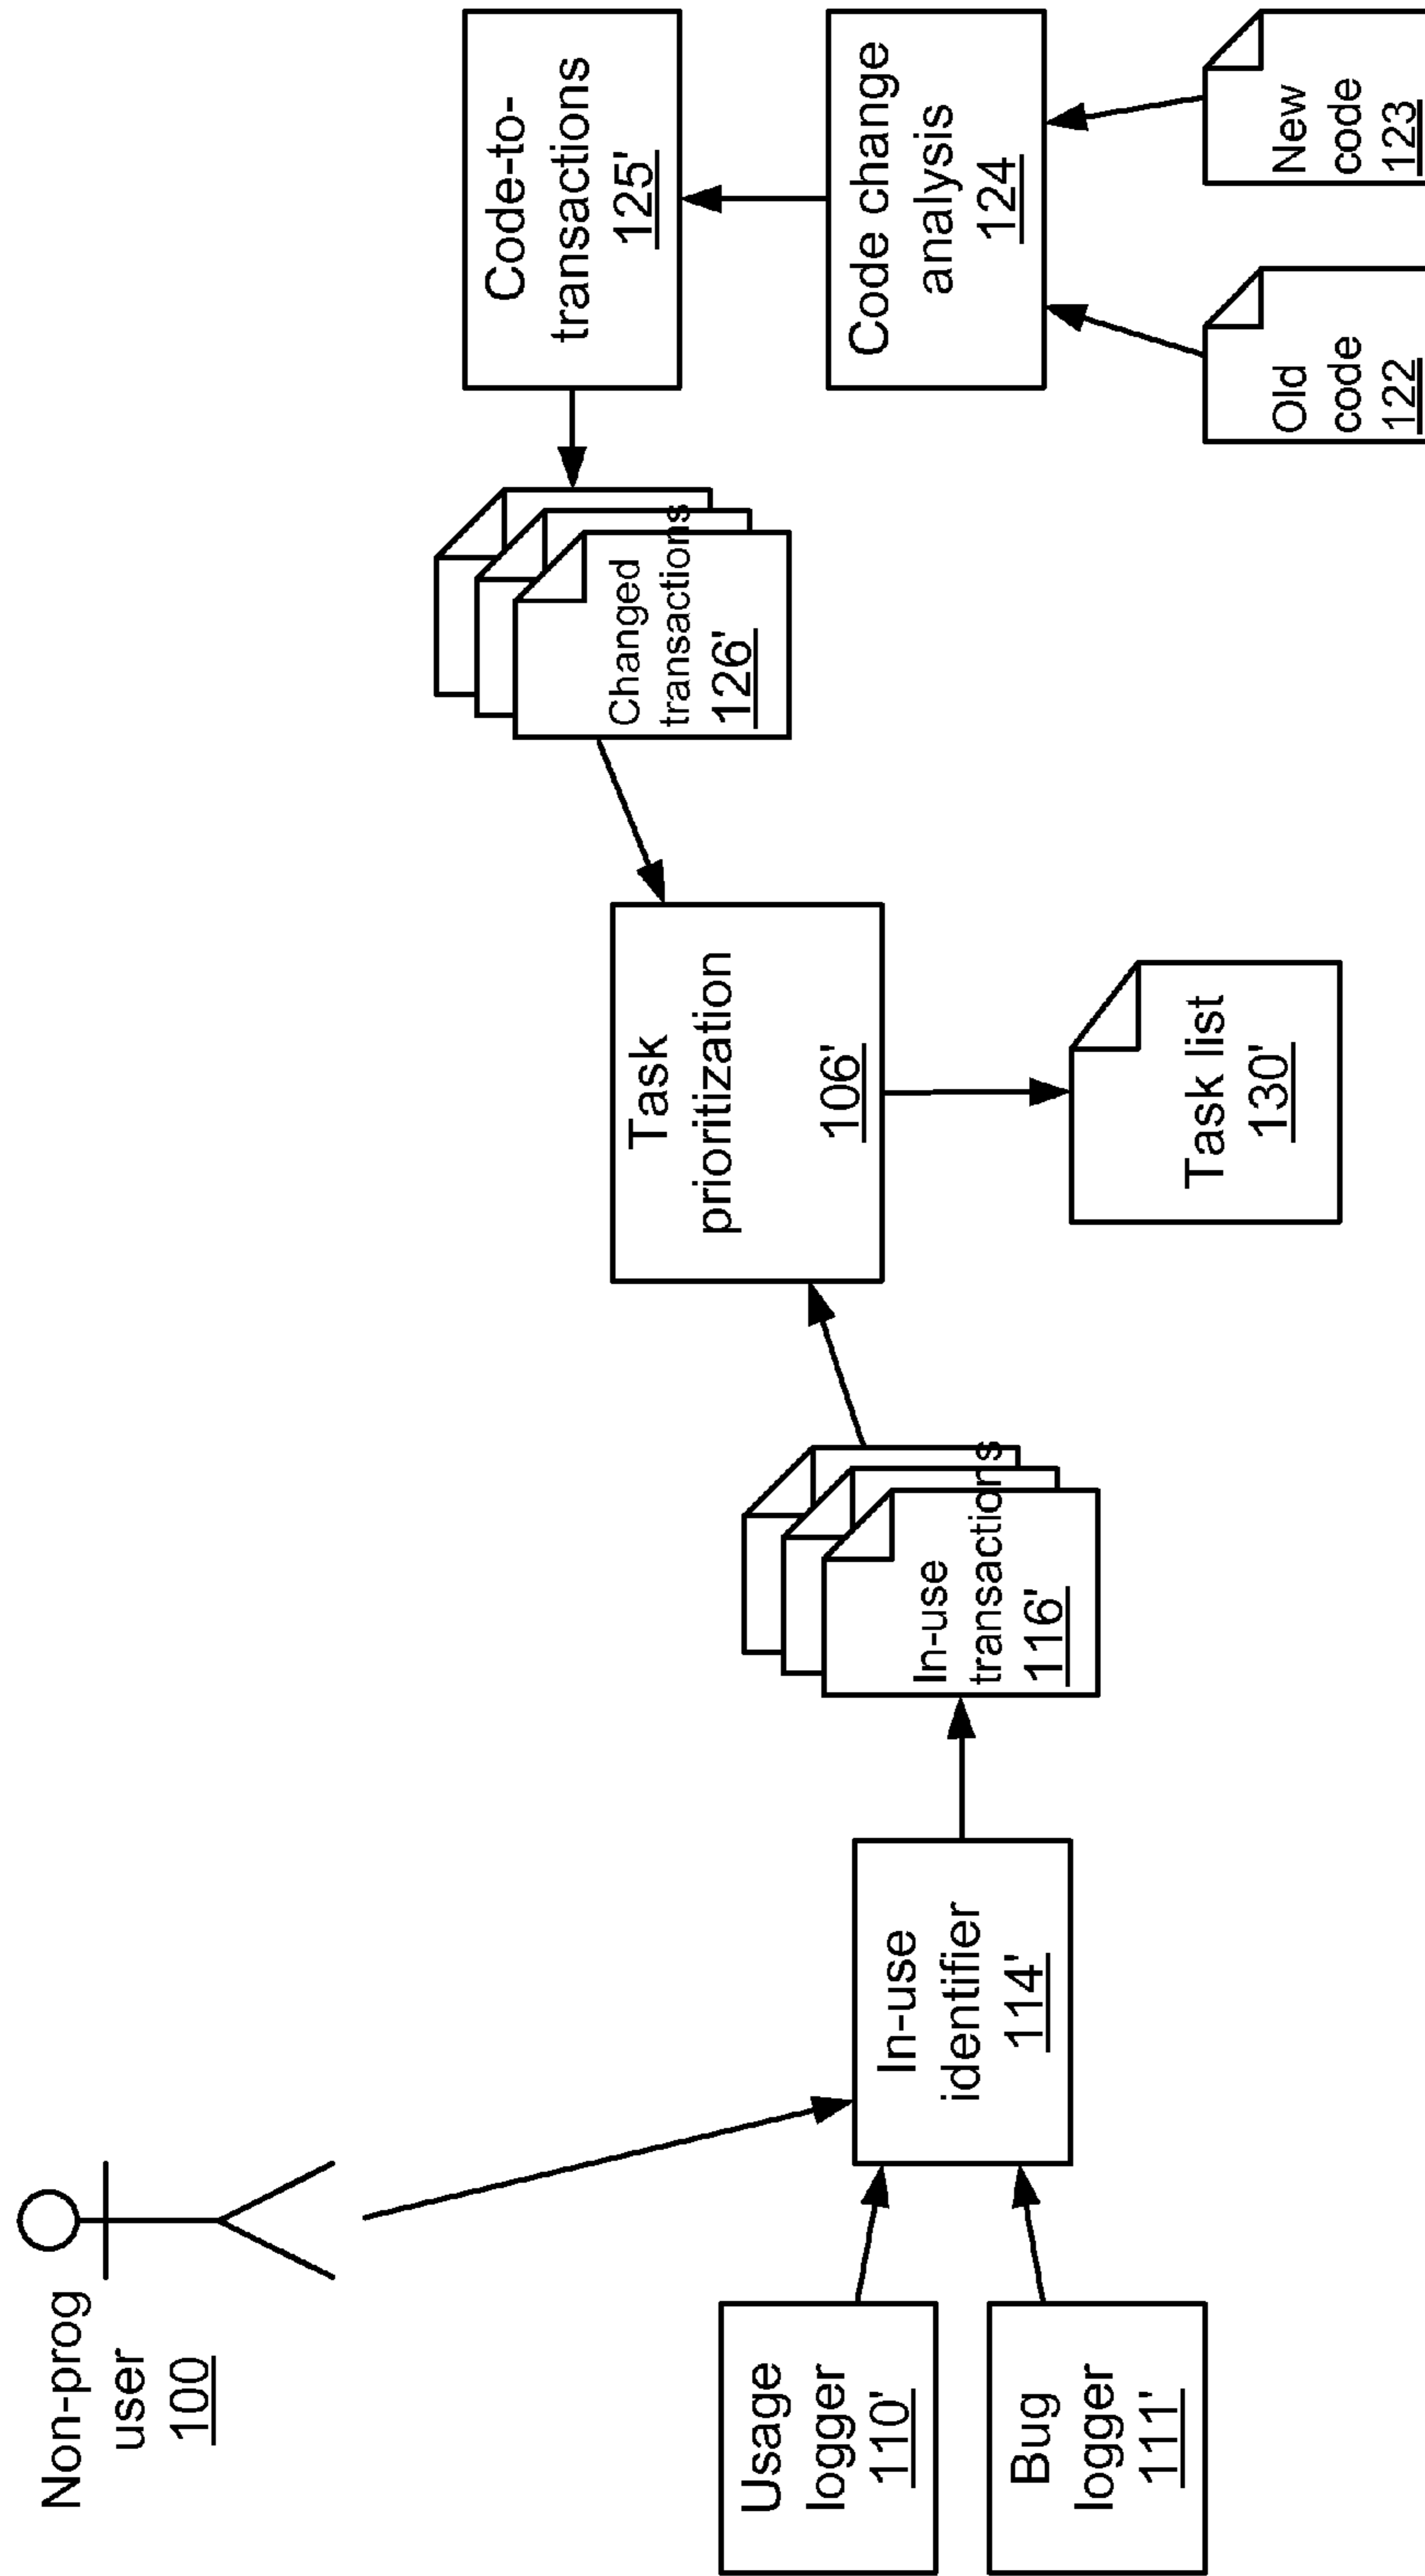 Non-prog
user
100
Usage
logger
110'
Bug
logger
111'
In-use
identifier
114'
In-use
transactions
116'
Task
prioritization
106'
Task list
130'
Changed
transactions
126'
Code-to-
transactions
125'
Code change
analysis
124
Old
code
122
New
code
123